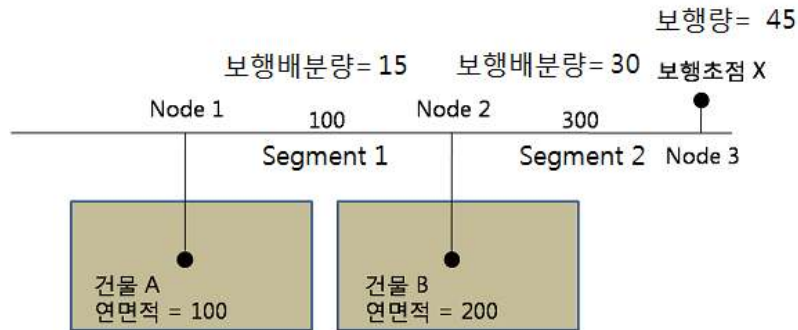 보행량= 45
보행배분량= 15
보행배분량= 30
보행초점 X
Node 1
100
Node 2
300
Segment 1
Segment 2
Node 3
건물 A
연면적 = 100
건물 B
연면적 = 200